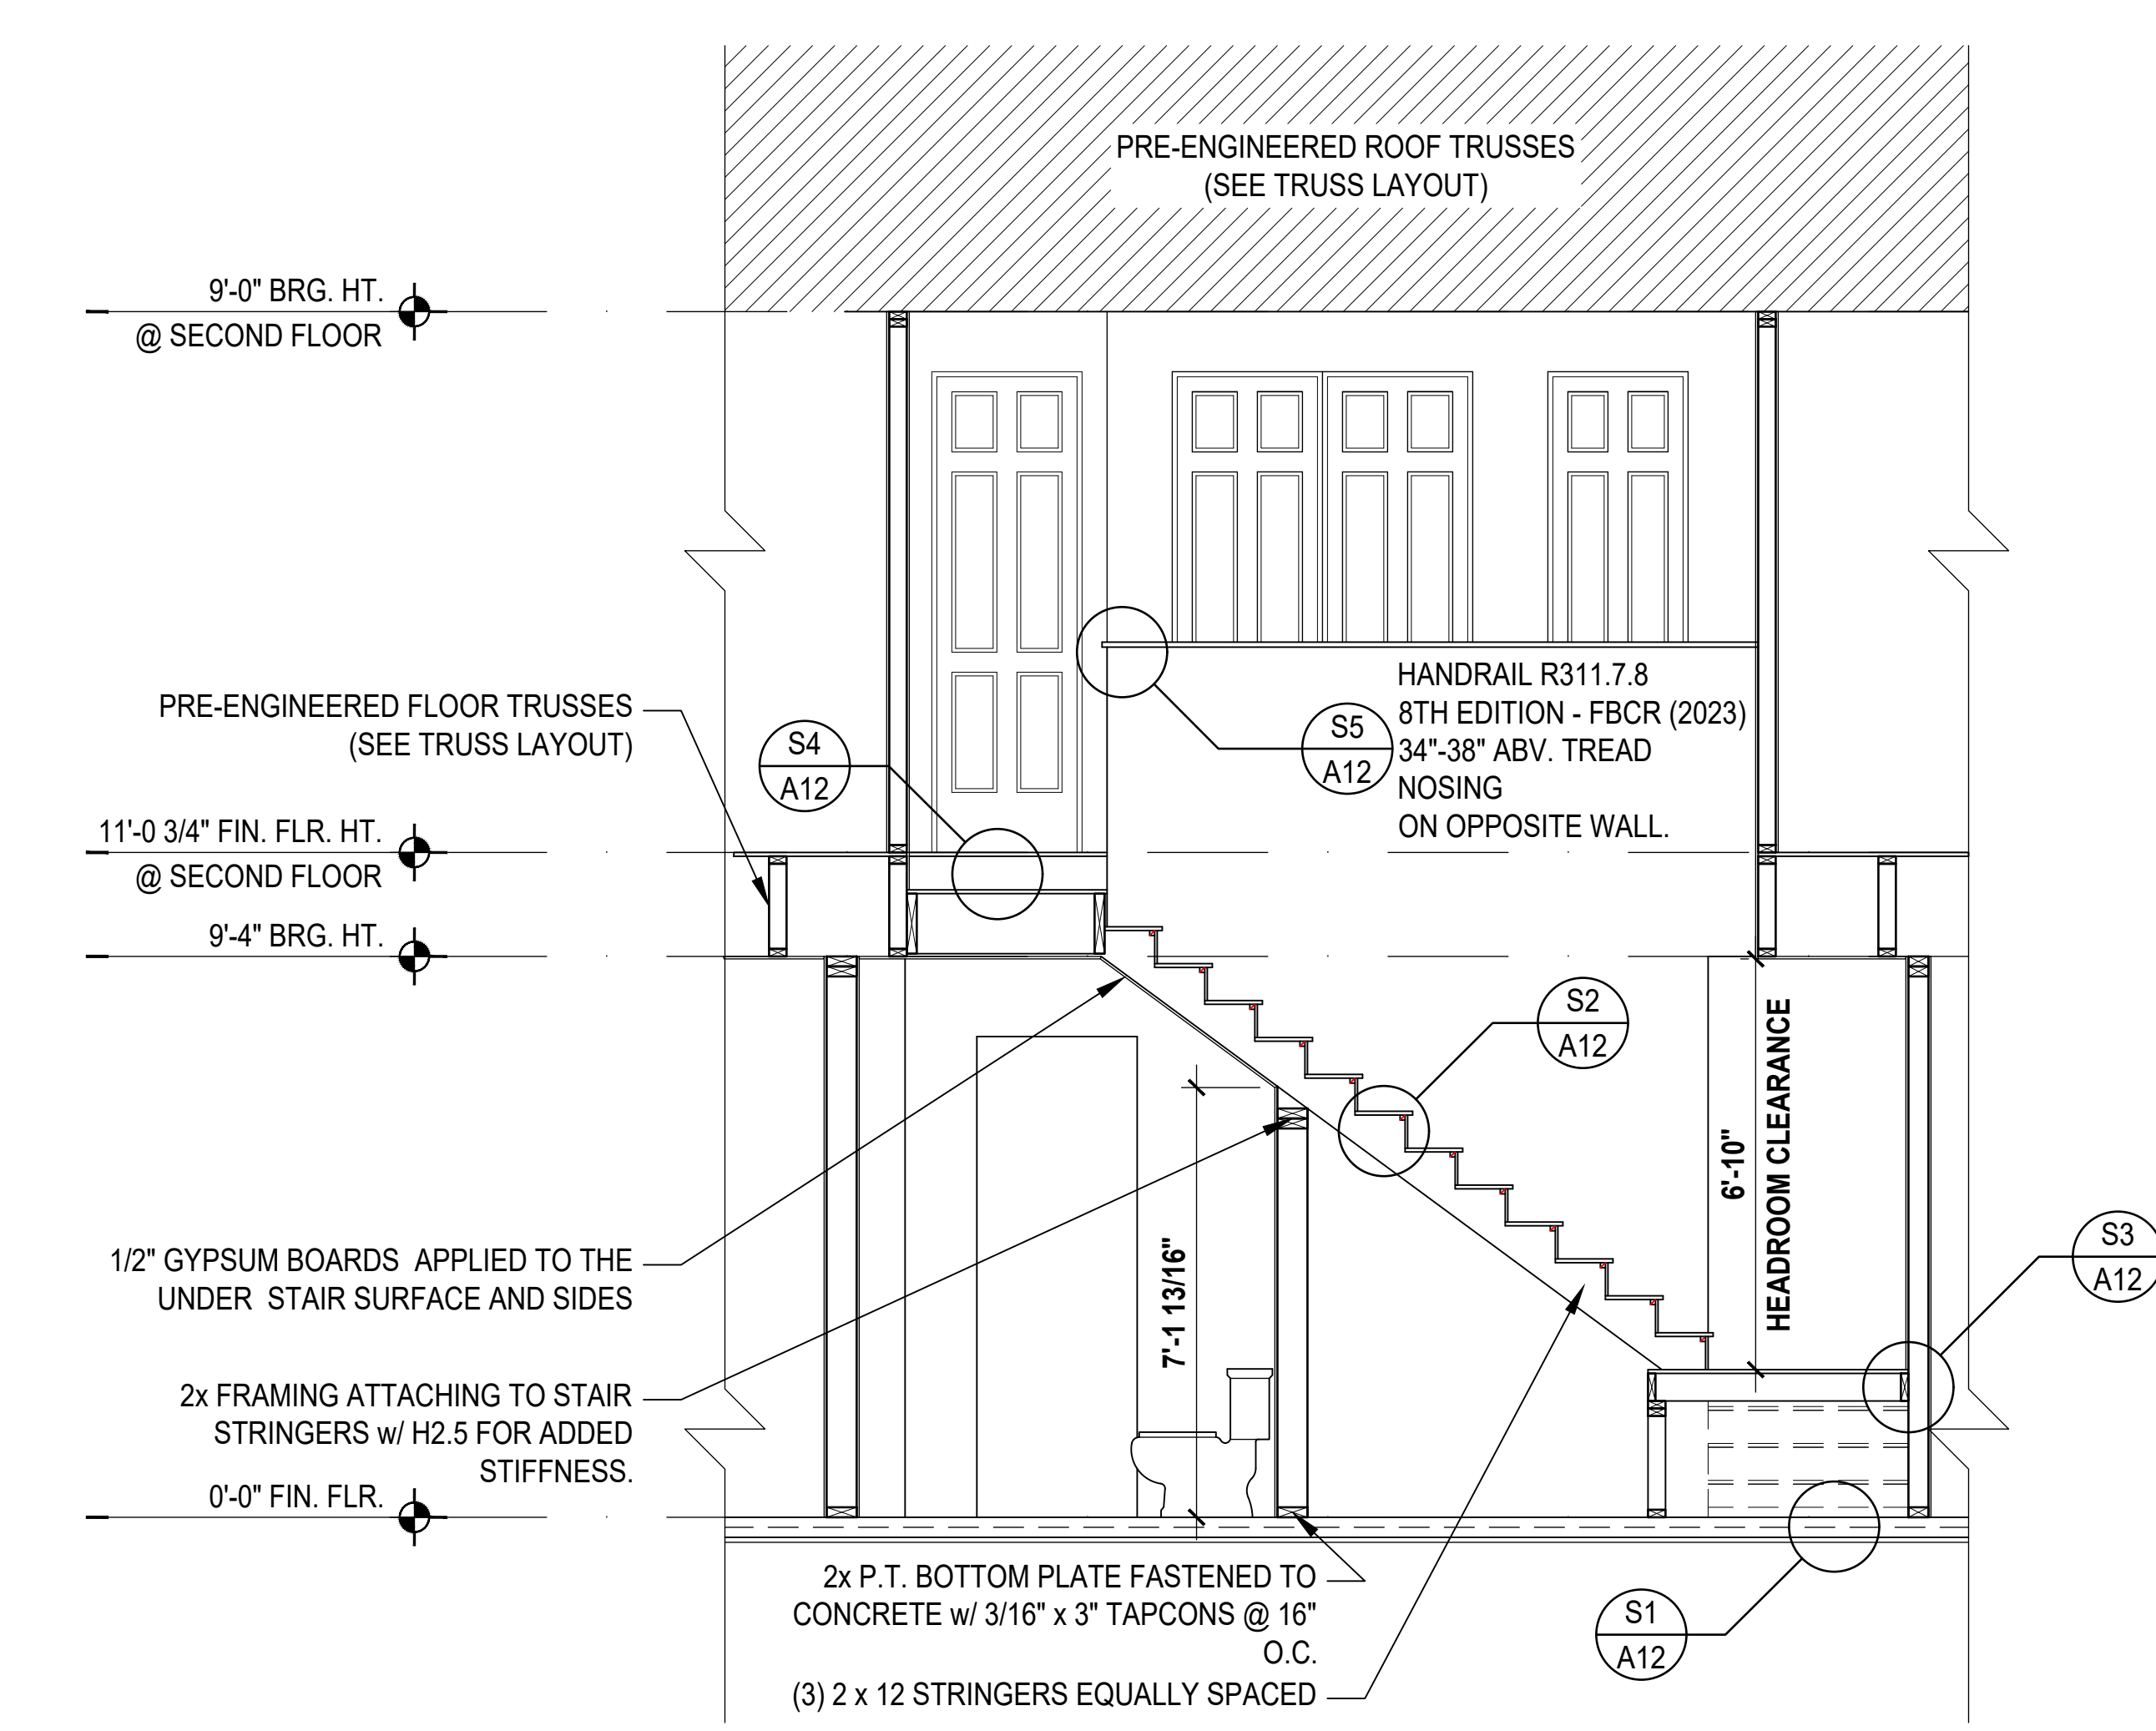 PRE-ENGINEERED ROOF TRUSSES
(SEE TRUSS LAYOUT)
9'-0" BRG. HT.
@ SECOND FLOOR
HANDRAIL R311.7.8
8TH EDITION - FBCR (2023)
34"-38" ABV. TREAD
NOSING
ON OPPOSITE WALL.
PRE-ENGINEERED FLOOR TRUSSES
(SEE TRUSS LAYOUT)
S4
A12
S5
A12
11'-0 3/4" FIN. FLR. HT.
@ SECOND FLOOR
9'-4" BRG. HT.
S2
A12
6'-10"
HEADROOM CLEARANCE
S3
A12
7'-1 13/16"
1/2" GYPSUM BOARDS APPLIED TO THE
UNDER STAIR SURFACE AND SIDES
2x FRAMING ATTACHING TO STAIR
STRINGERS w/ H2.5 FOR ADDED
STIFFNESS.
0'-0" FIN. FLR.
2x P.T. BOTTOM PLATE FASTENED TO
CONCRETE w/ 3/16" x 3" TAPCONS @ 16"
O.C.
(3) 2 x 12 STRINGERS EQUALLY SPACED
S1
A12